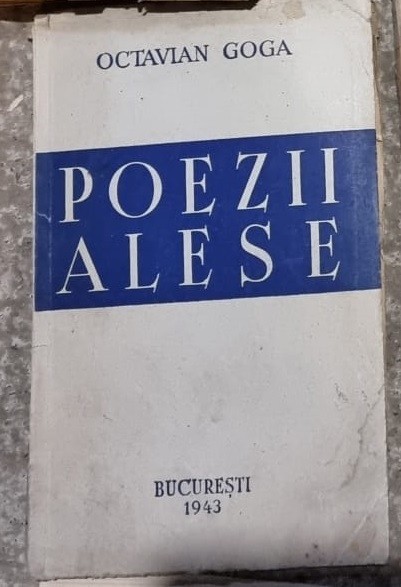 OCTAVIAN GOGA
POEZII
ALESE
BUCUREȘTI
1943